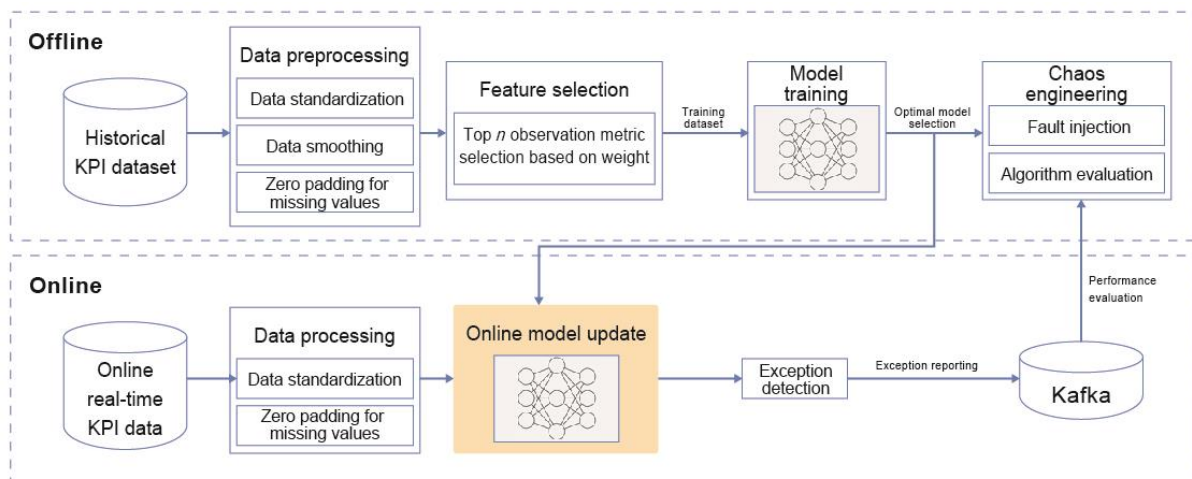 Offline
Historical
KPI dataset
Data preprocessing
Data standardization
Data smoothing
Zero padding for
missing values
Feature selection
Top n observation metric
selection based on weight
Training
dataset
Model
training
Optimal model
selection
Chaos
engineering
Fault injection
Algorithm evaluation
Online
Online
real-time
KPI data
Data processing
Data standardization
Zero padding for
missing values
Online model update
Exception
detection
Exception reporting
Kafka
Performance
evaluation